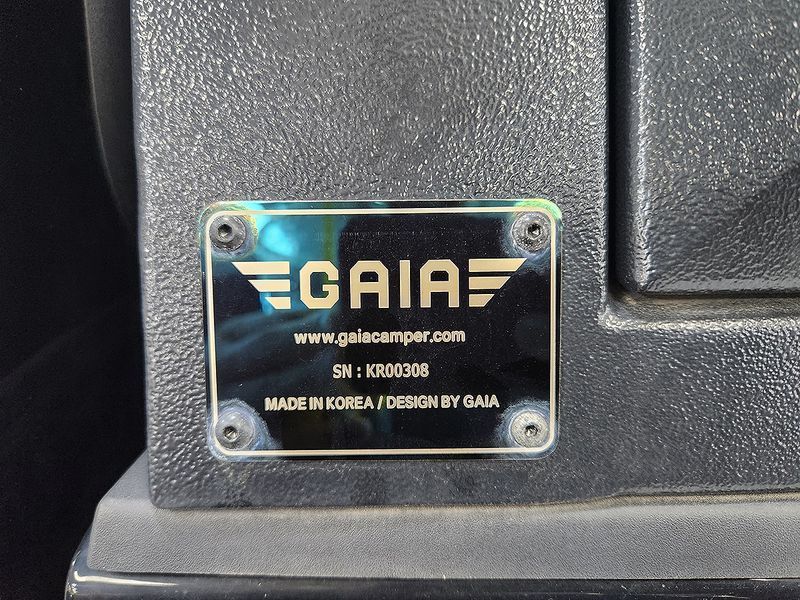 GAIA
www.gaiacamper.com
SN : KR00308
MADE IN KOREA / DESIGN BY GAIA